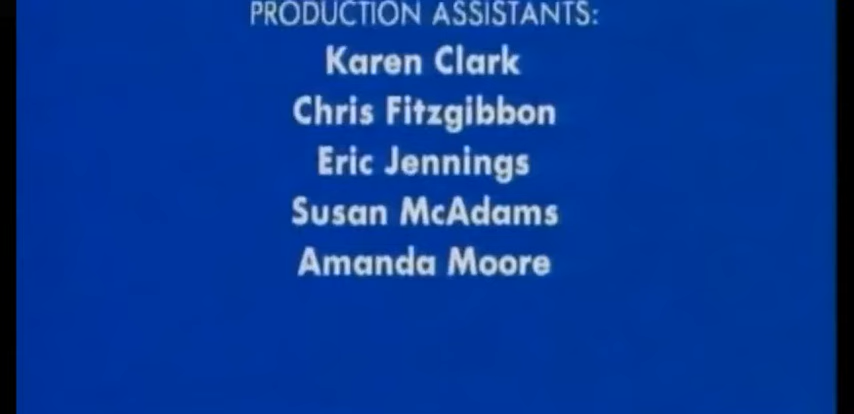 PRODUCTION ASSISTANTS:
Karen Clark
Chris Fitzgibbon
Eric Jennings
Susan McAdams
Amanda Moore